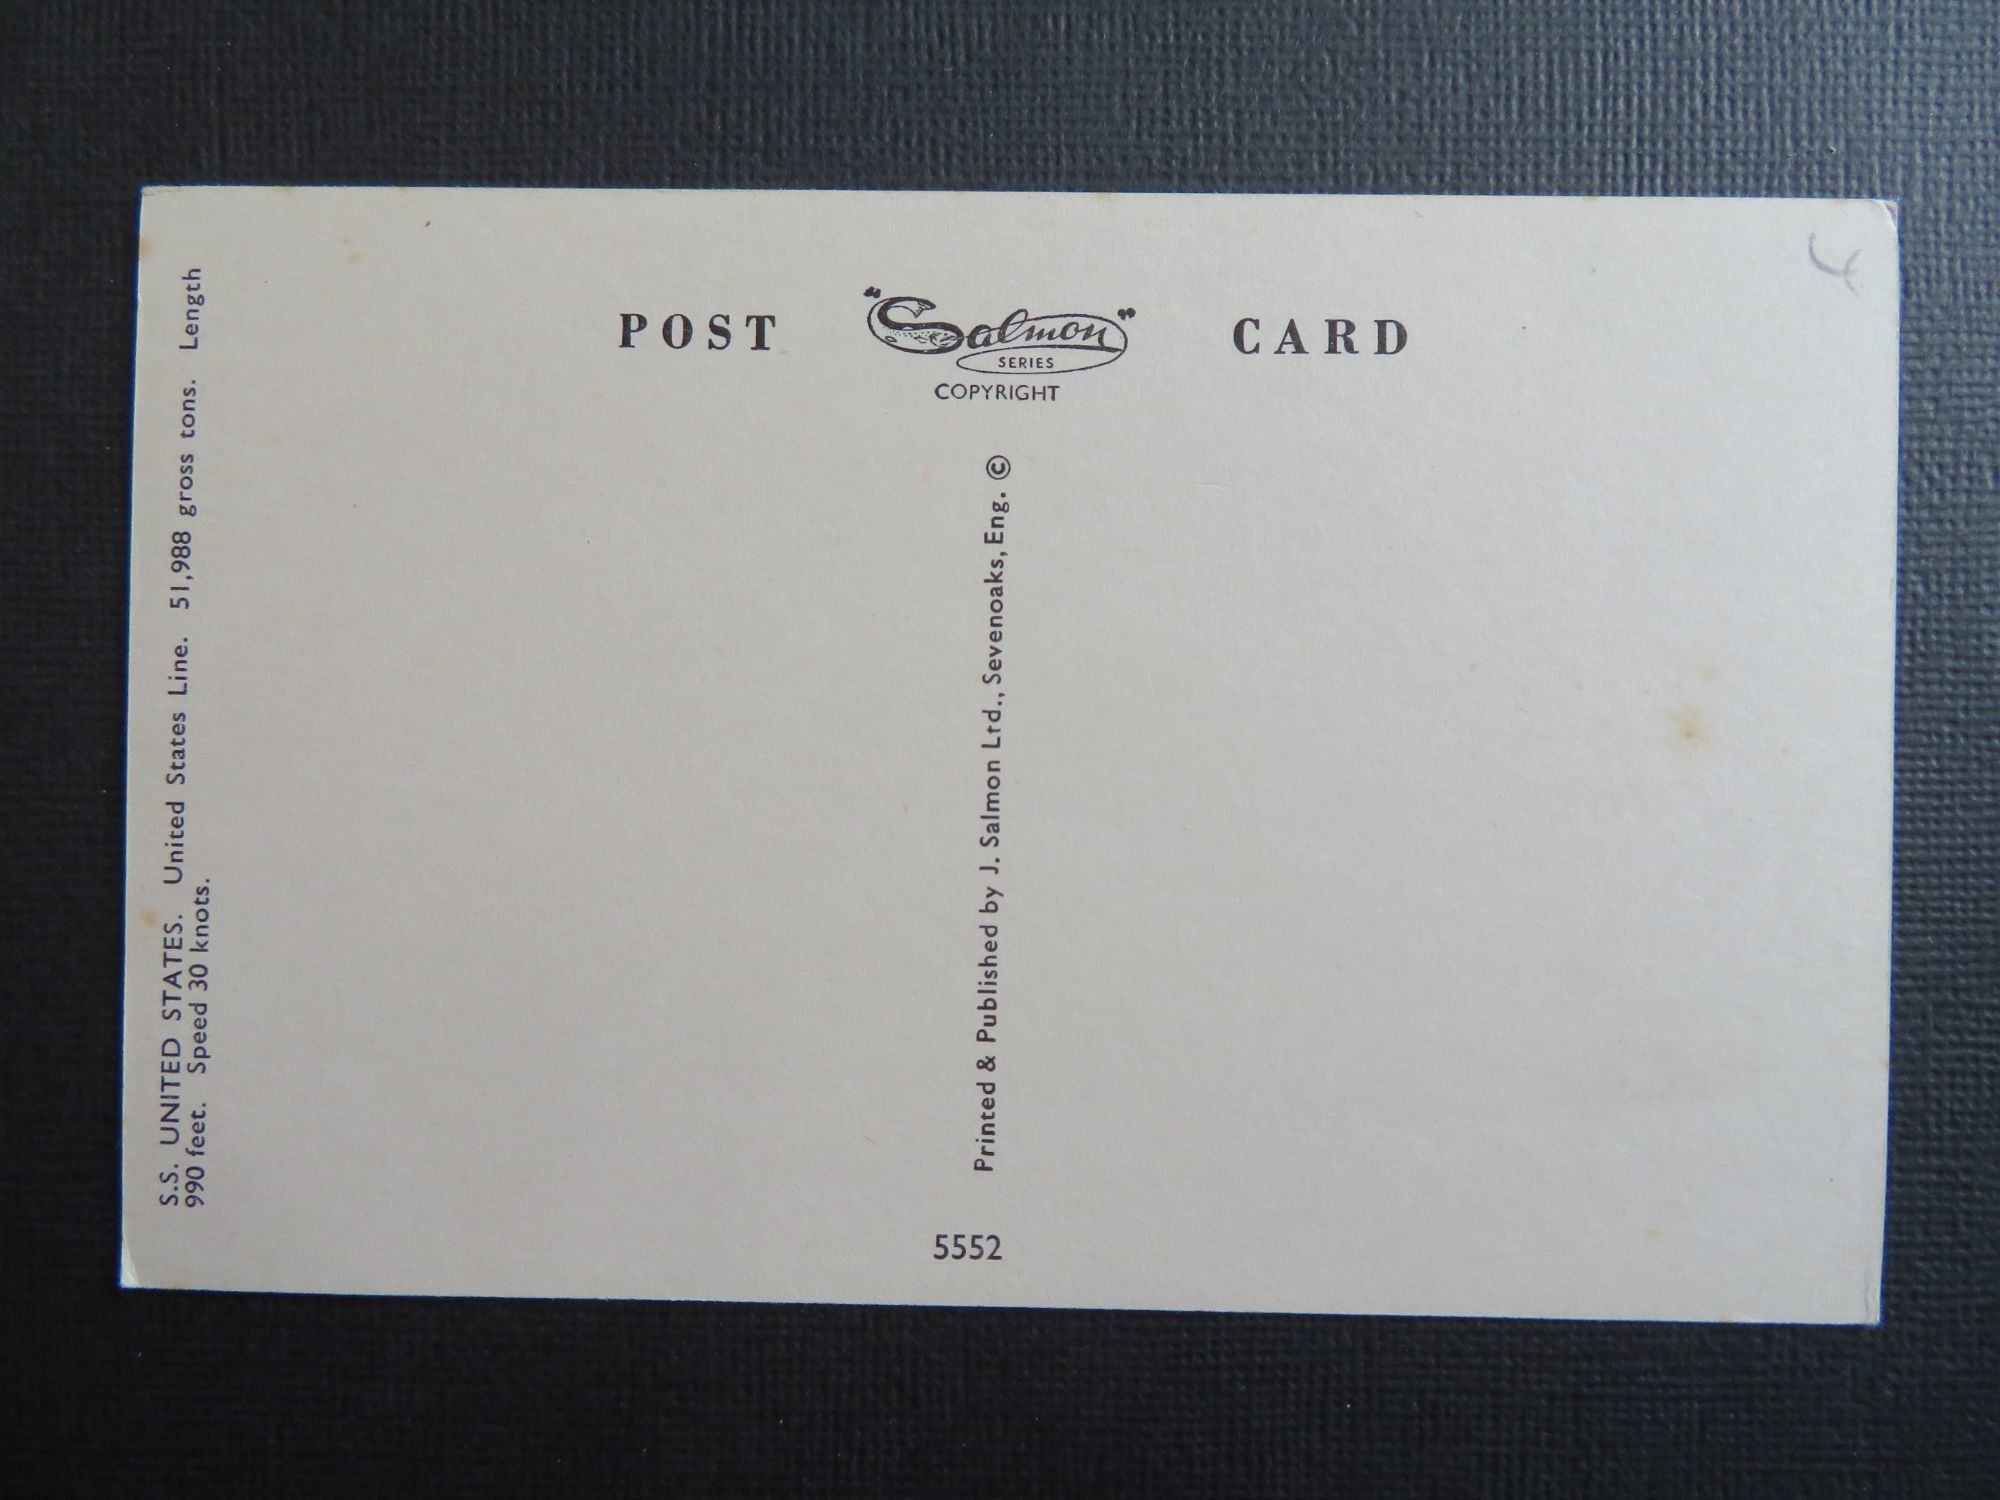 POST "Salmon" CARD
SERIES
COPYRIGHT
S.S. UNITED STATES. United States Line. 51,988 gross tons. Length
990 feet. Speed 30 knots.
Printed & Published by J. Salmon Ltd., Sevenoaks, Eng. ©
5552